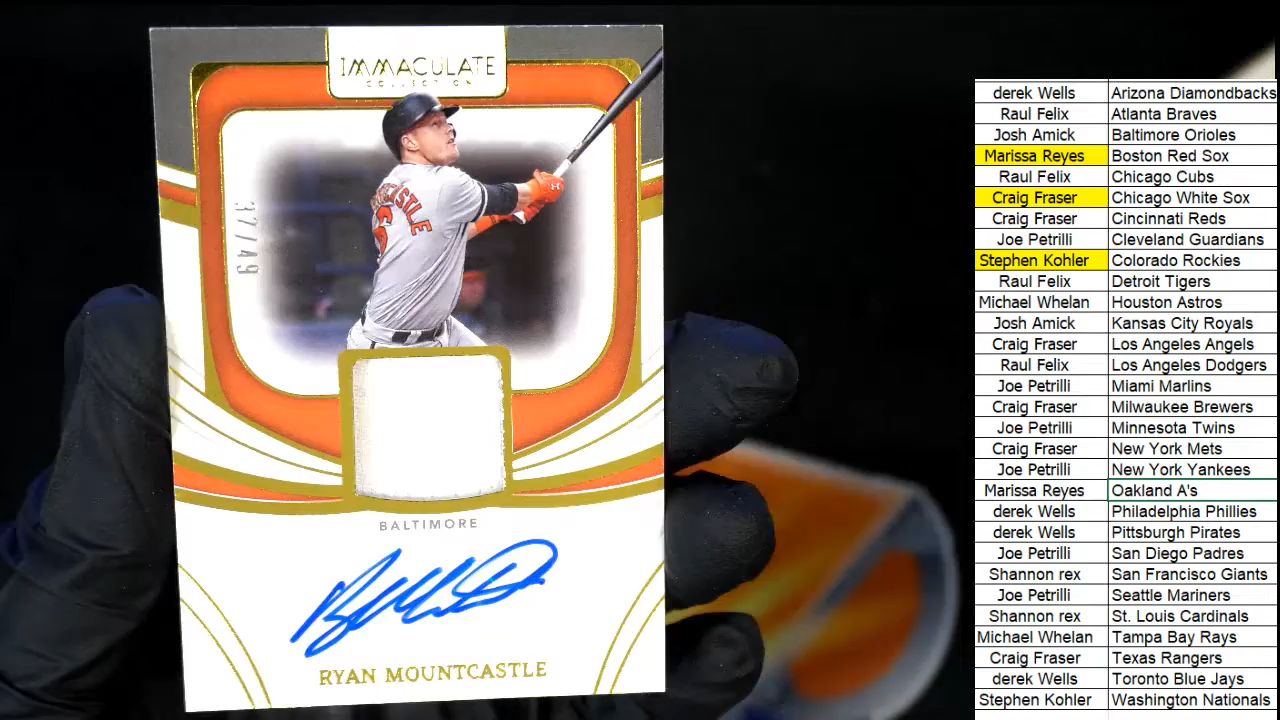 IMMACULATE
COLLECTION
37/49
BALTIMORE
RYAN MOUNTCASTLE
derek Wells Arizona Diamondbacks
Raul Felix Atlanta Braves
Josh Amick Baltimore Orioles
Marissa Reyes Boston Red Sox
Raul Felix Chicago Cubs
Craig Fraser Chicago White Sox
Craig Fraser Cincinnati Reds
Joe Petrilli Cleveland Guardians
Stephen Kohler Colorado Rockies
Raul Felix Detroit Tigers
Michael Whelan Houston Astros
Josh Amick Kansas City Royals
Craig Fraser Los Angeles Angels
Raul Felix Los Angeles Dodgers
Joe Petrilli Miami Marlins
Craig Fraser Milwaukee Brewers
Joe Petrilli Minnesota Twins
Craig Fraser New York Mets
Joe Petrilli New York Yankees
Marissa Reyes Oakland A's
derek Wells Philadelphia Phillies
derek Wells Pittsburgh Pirates
Joe Petrilli San Diego Padres
Shannon rex San Francisco Giants
Joe Petrilli Seattle Mariners
Shannon rex St. Louis Cardinals
Michael Whelan Tampa Bay Rays
Craig Fraser Texas Rangers
derek Wells Toronto Blue Jays
Stephen Kohler Washington Nationals